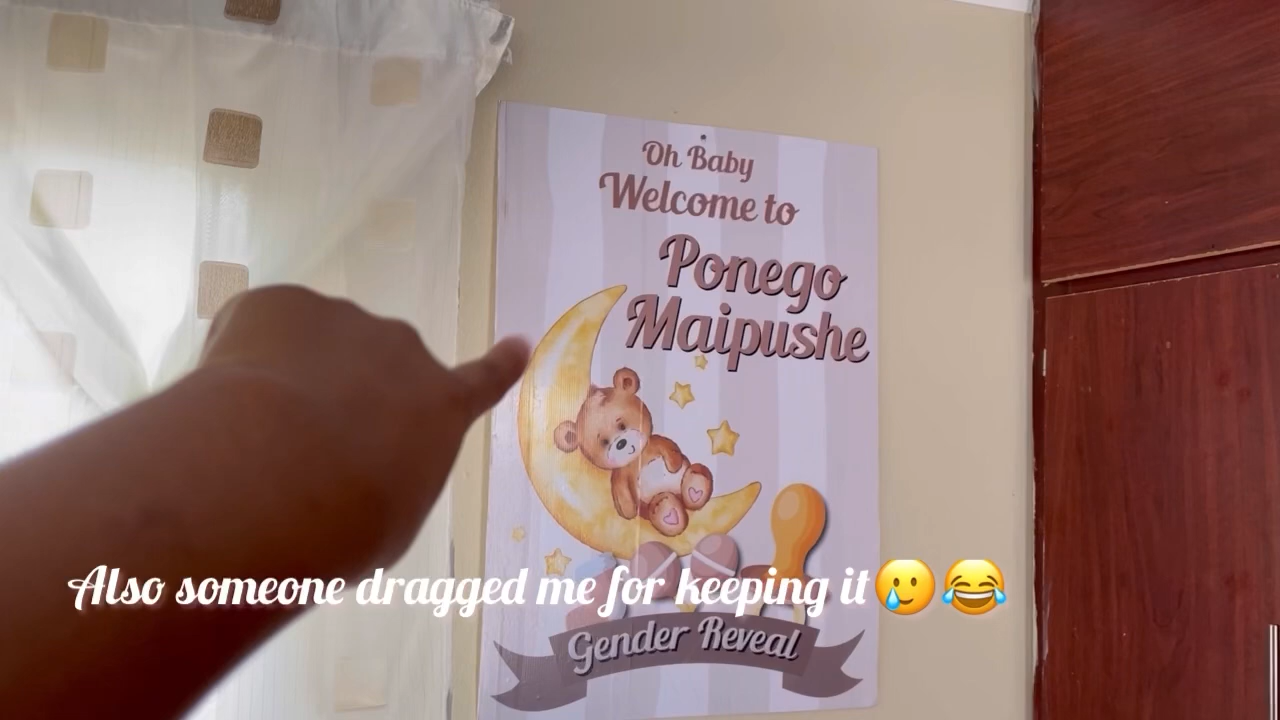 Oh Baby
Welcome to
Ponego
Maipushe
Also someone dragged me for keeping it🥲😂
Gender Reveal